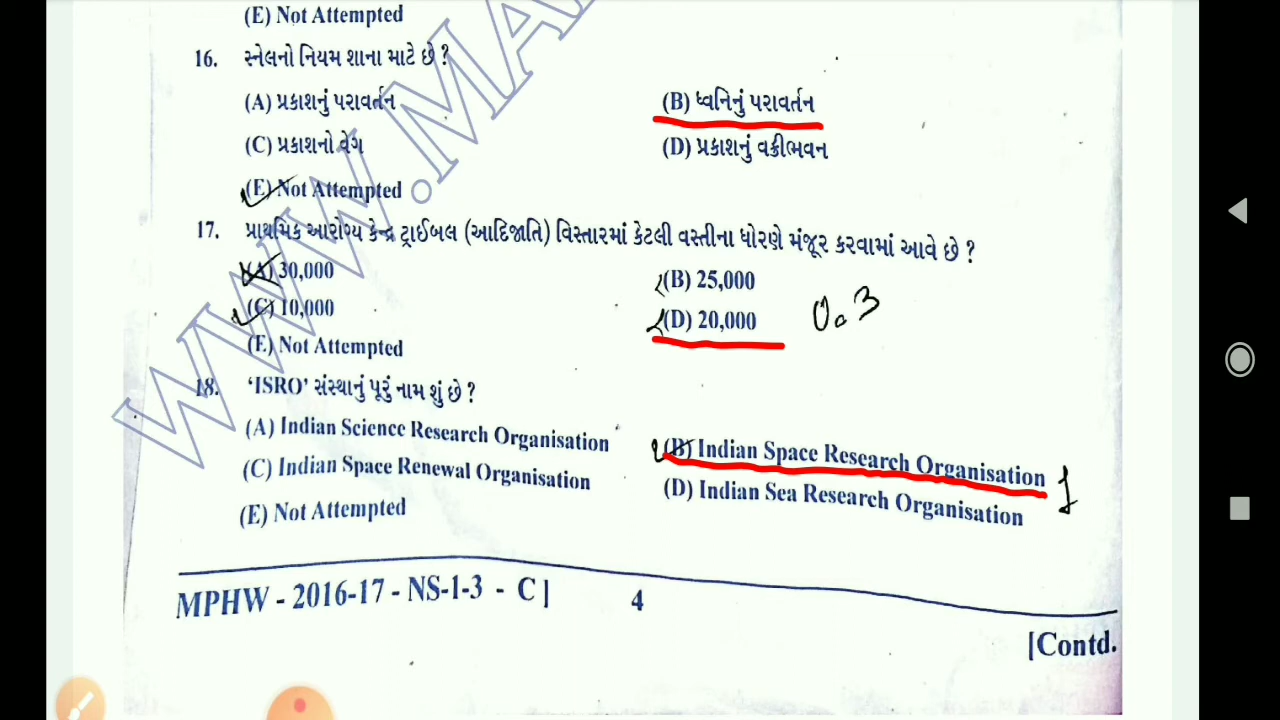 (E) Not Attempted
16. સ્નેલનો નિયમ શાના માટે છે ?
(A) પ્રકાશનું પરાવર્તન (B) ધ્વનિનું પરાવર્તન
(C) પ્રકાશનો વેગ (D) પ્રકાશનું વક્રીભવન
(E) Not Attempted
17. પ્રાથમિક આરોગ્ય કેન્દ્ર ટ્રાઈબલ (આદિજાતિ) વિસ્તારમાં કેટલી વસ્તીના ધોરણે મંજૂર કરવામાં આવે છે ?
(A) 30,000 (B) 25,000
(C) 10,000 (D) 20,000 0.3
(E) Not Attempted
18. ‘ISRO’ સંસ્થાનું પૂરું નામ શું છે ?
(A) Indian Science Research Organisation (B) Indian Space Research Organisation 1
(C) Indian Space Renewal Organisation (D) Indian Sea Research Organisation
(E) Not Attempted
MPHW - 2016-17 - NS-1-3 - C] 4 [Contd.
WWW.MA